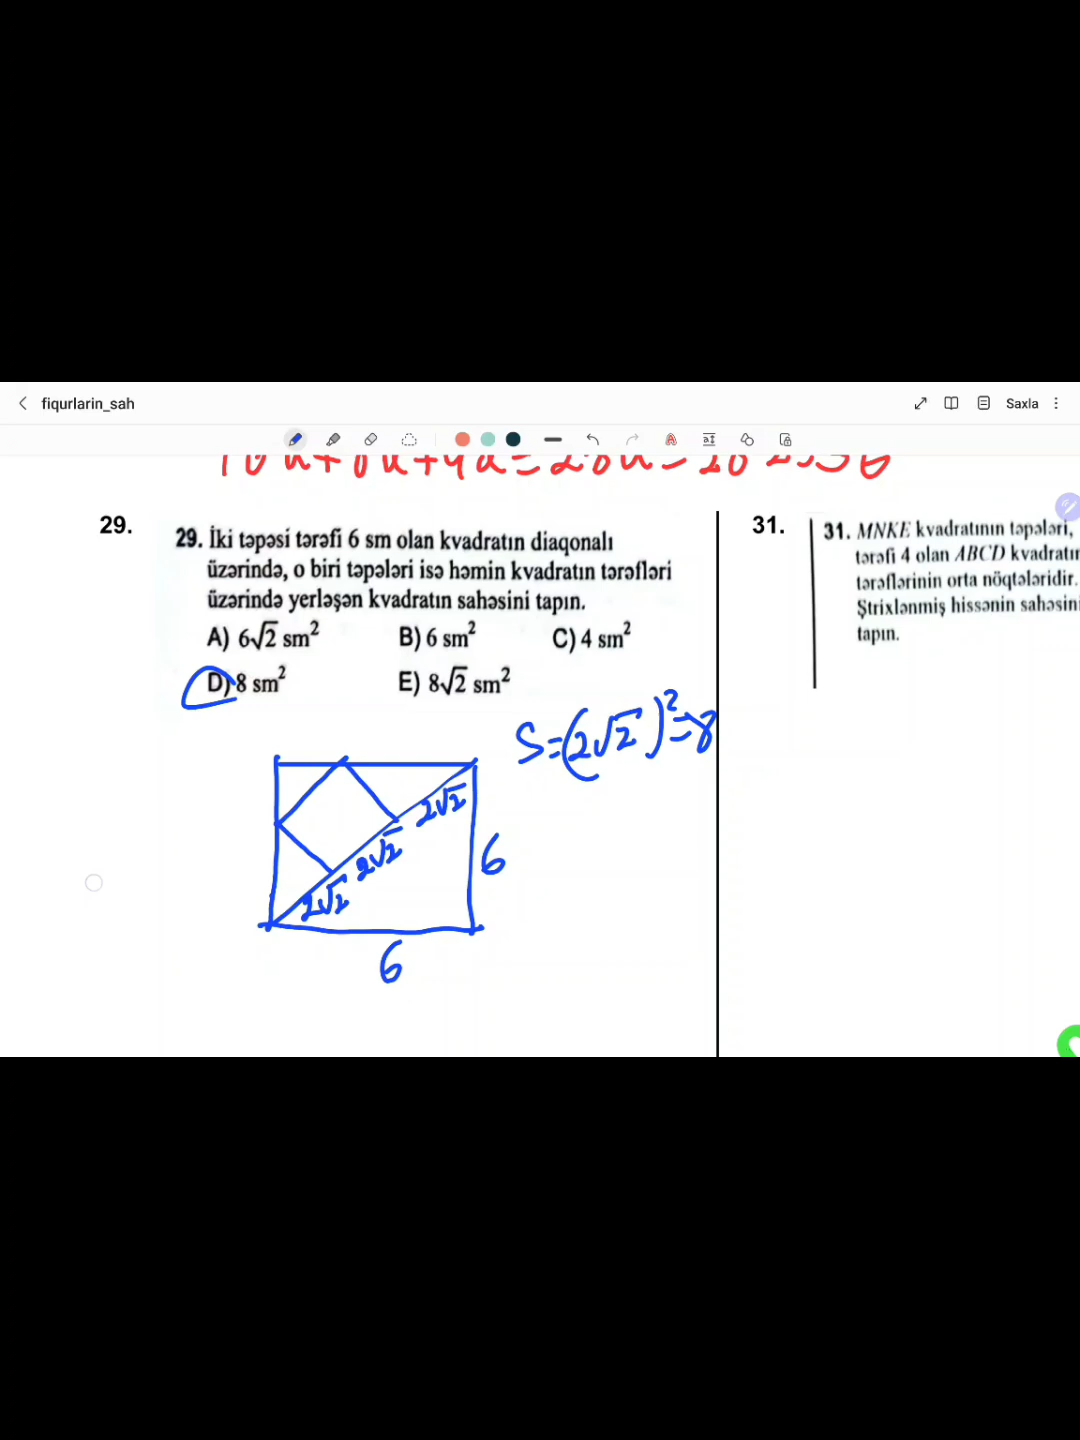 fiqurlarin_sah
Saxla
29.
29. İki təpəsi tərəfi 6 sm olan kvadratın diaqonalı
üzərində, o biri təpələri isə həmin kvadratın tərəfləri
üzərində yerləşən kvadratın sahəsini tapın.
A) 6√2 sm² B) 6 sm² C) 4 sm²
D) 8 sm² E) 8√2 sm²
S=(2√2)²=8
2√2
2√2
2√2
6
6
31.
31. MNKE kvadratının təpələri,
tərəfi 4 olan ABCD kvadratın
tərəflərinin orta nöqtələridir.
Ştrixlənmiş hissənin sahəsini
tapın.